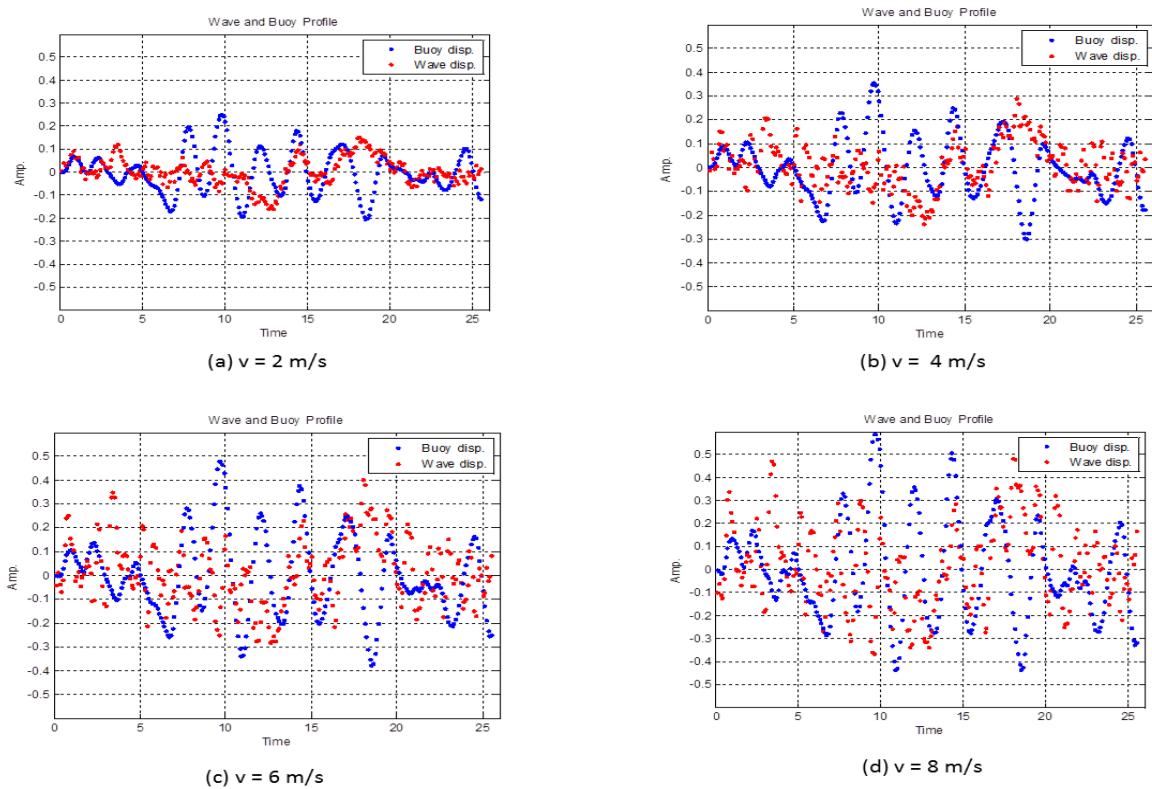 Wave and Buoy Profile
Buoy disp.
Wave disp.
0.5
0.4
0.3
0.2
0.1
0
-0.1
-0.2
-0.3
-0.4
-0.5
Amp.
0 5 10 15 20 25
Time
(a) v = 2 m/s
Wave and Buoy Profile
Buoy disp.
Wave disp.
0.5
0.4
0.3
0.2
0.1
0
-0.1
-0.2
-0.3
-0.4
-0.5
Amp.
0 5 10 15 20 25
Time
(b) v = 4 m/s
Wave and Buoy Profile
Buoy disp.
Wave disp.
0.5
0.4
0.3
0.2
0.1
0
-0.1
-0.2
-0.3
-0.4
-0.5
Amp.
0 5 10 15 20 25
Time
(c) v = 6 m/s
Wave and Buoy Profile
Buoy disp.
Wave disp.
0.5
0.4
0.3
0.2
0.1
0
-0.1
-0.2
-0.3
-0.4
-0.5
Amp.
0 5 10 15 20 25
Time
(d) v = 8 m/s